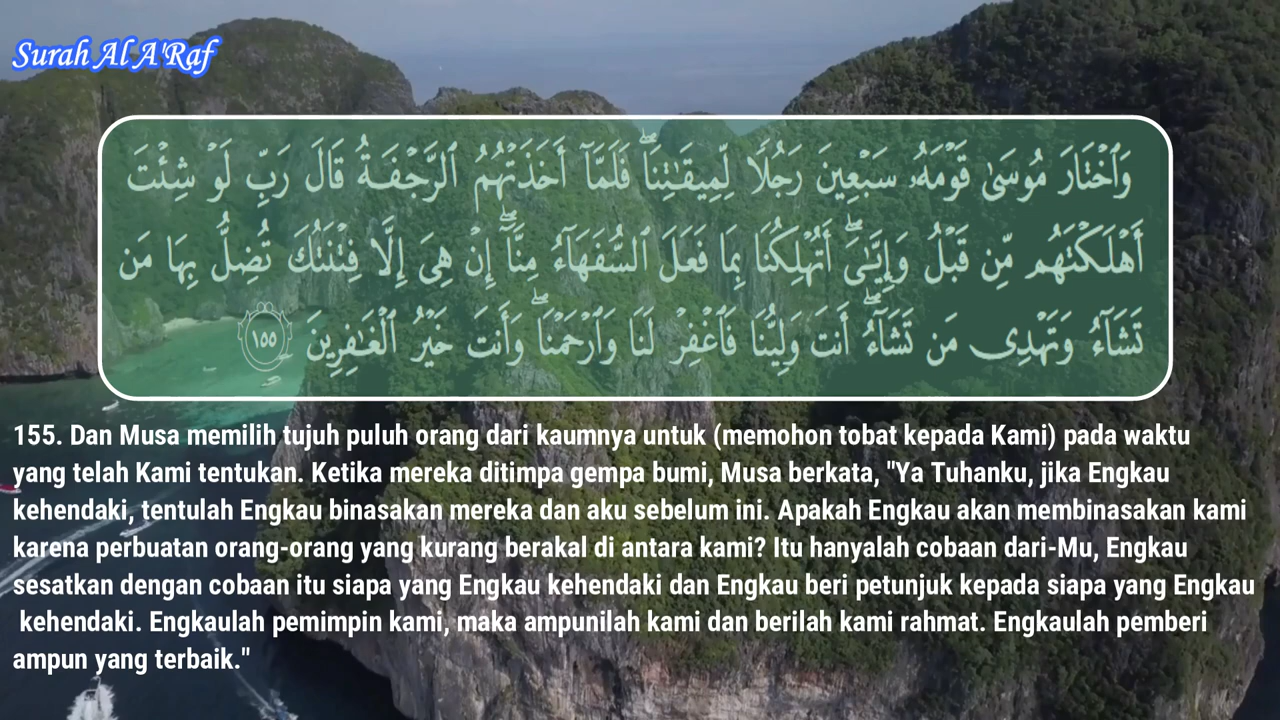 Surah Al A'Raf
وَٱخْتَارَ مُوسَىٰ قَوْمَهُۥ سَبْعِينَ رَجُلًا لِّمِيقَـٰتِنَاۖ فَلَمَّآ أَخَذَتْهُمُ ٱلرَّجْفَةُ قَالَ رَبِّ لَوْ شِئْتَ
أَهْلَكْتَهُم مِّن قَبْلُ وَإِيَّـٰىَۖ أَتُهْلِكُنَا بِمَا فَعَلَ ٱلسُّفَهَآءُ مِنَّآۖ إِنْ هِىَ إِلَّا فِتْنَتُكَ تُضِلُّ بِهَا مَن
تَشَآءُ وَتَهْدِى مَن تَشَآءُۖ أَنتَ وَلِيُّنَا فَٱغْفِرْ لَنَا وَٱرْحَمْنَاۖ وَأَنتَ خَيْرُ ٱلْغَـٰفِرِينَ ١٥٥
155. Dan Musa memilih tujuh puluh orang dari kaumnya untuk (memohon tobat kepada Kami) pada waktu
yang telah Kami tentukan. Ketika mereka ditimpa gempa bumi, Musa berkata, "Ya Tuhanku, jika Engkau
kehendaki, tentulah Engkau binasakan mereka dan aku sebelum ini. Apakah Engkau akan membinasakan kami
karena perbuatan orang-orang yang kurang berakal di antara kami? Itu hanyalah cobaan dari-Mu, Engkau
sesatkan dengan cobaan itu siapa yang Engkau kehendaki dan Engkau beri petunjuk kepada siapa yang Engkau
kehendaki. Engkaulah pemimpin kami, maka ampunilah kami dan berilah kami rahmat. Engkaulah pemberi
ampun yang terbaik."